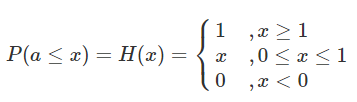 P(a ≤ x) = H(x) = { 1 , x ≥ 1
x , 0 ≤ x ≤ 1
0 , x < 0